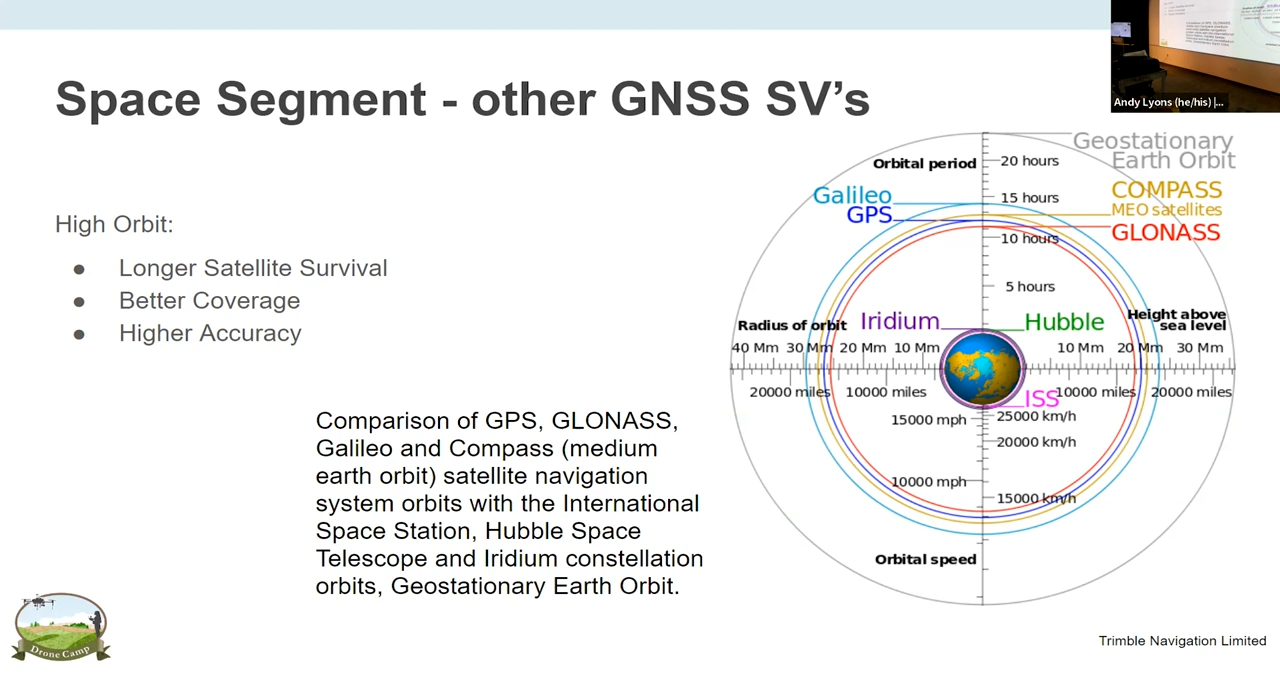 Andy Lyons (he/his) |...
Space Segment - other GNSS SV’s
High Orbit:
● Longer Satellite Survival
● Better Coverage
● Higher Accuracy
Comparison of GPS, GLONASS,
Galileo and Compass (medium
earth orbit) satellite navigation
system orbits with the International
Space Station, Hubble Space
Telescope and Iridium constellation
orbits, Geostationary Earth Orbit.
Geostationary
Earth Orbit
Orbital period
20 hours
Galileo
15 hours
COMPASS
GPS
MEO satellites
10 hours
GLONASS
5 hours
Radius of orbit
Iridium
Hubble
Height above
sea level
40 Mm 30 Mm 20 Mm 10 Mm
10 Mm 20 Mm 30 Mm
20000 miles 10000 miles
10000 miles 20000 miles
ISS
15000 mph
25000 km/h
20000 km/h
10000 mph
15000 km/h
Orbital speed
Drone Camp
Trimble Navigation Limited